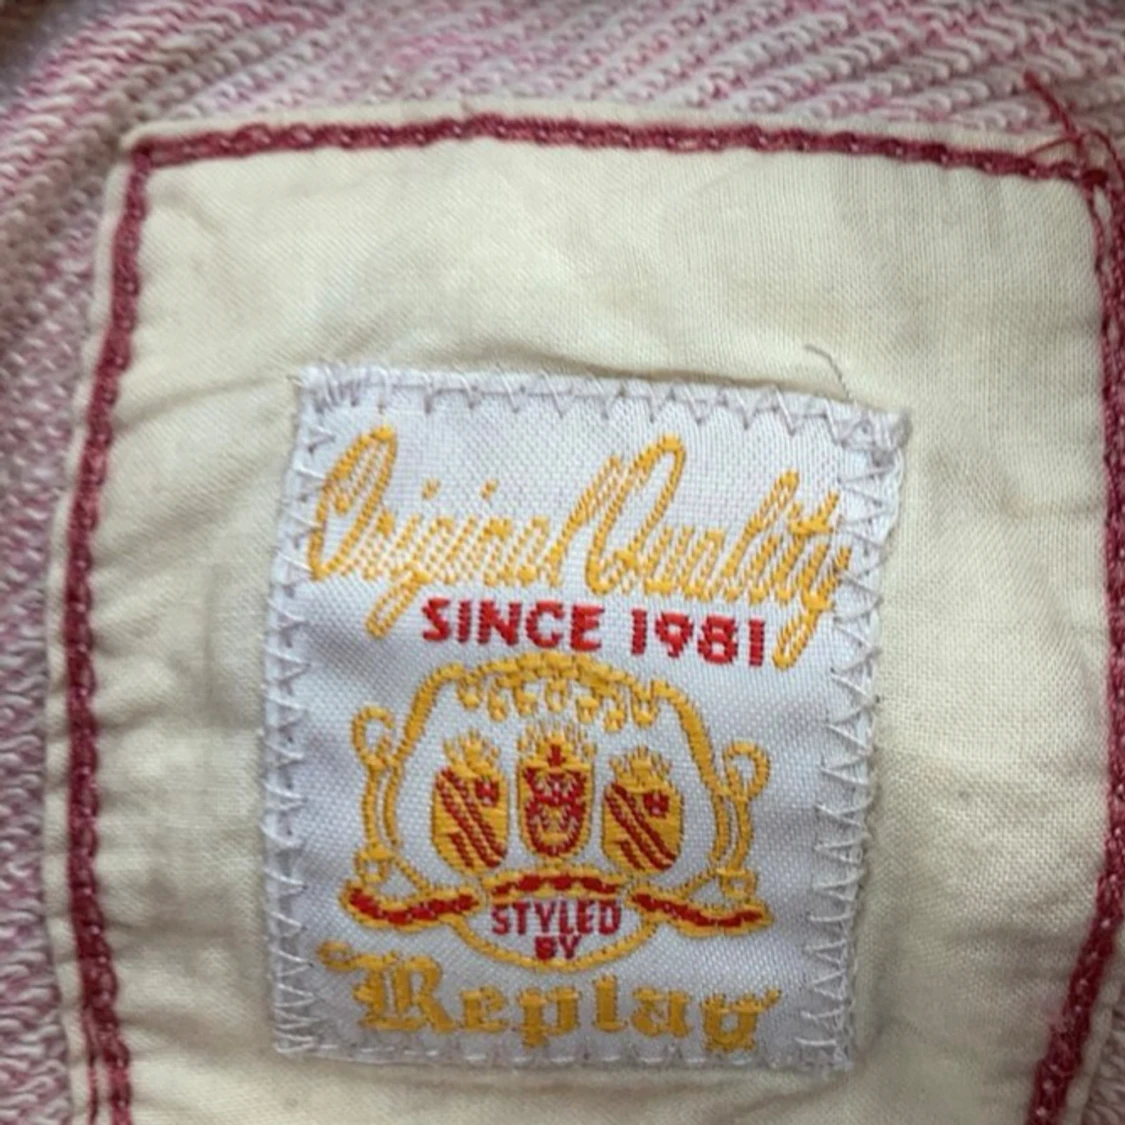 Original Quality
SINCE 1981
STYLED
BY
Replay